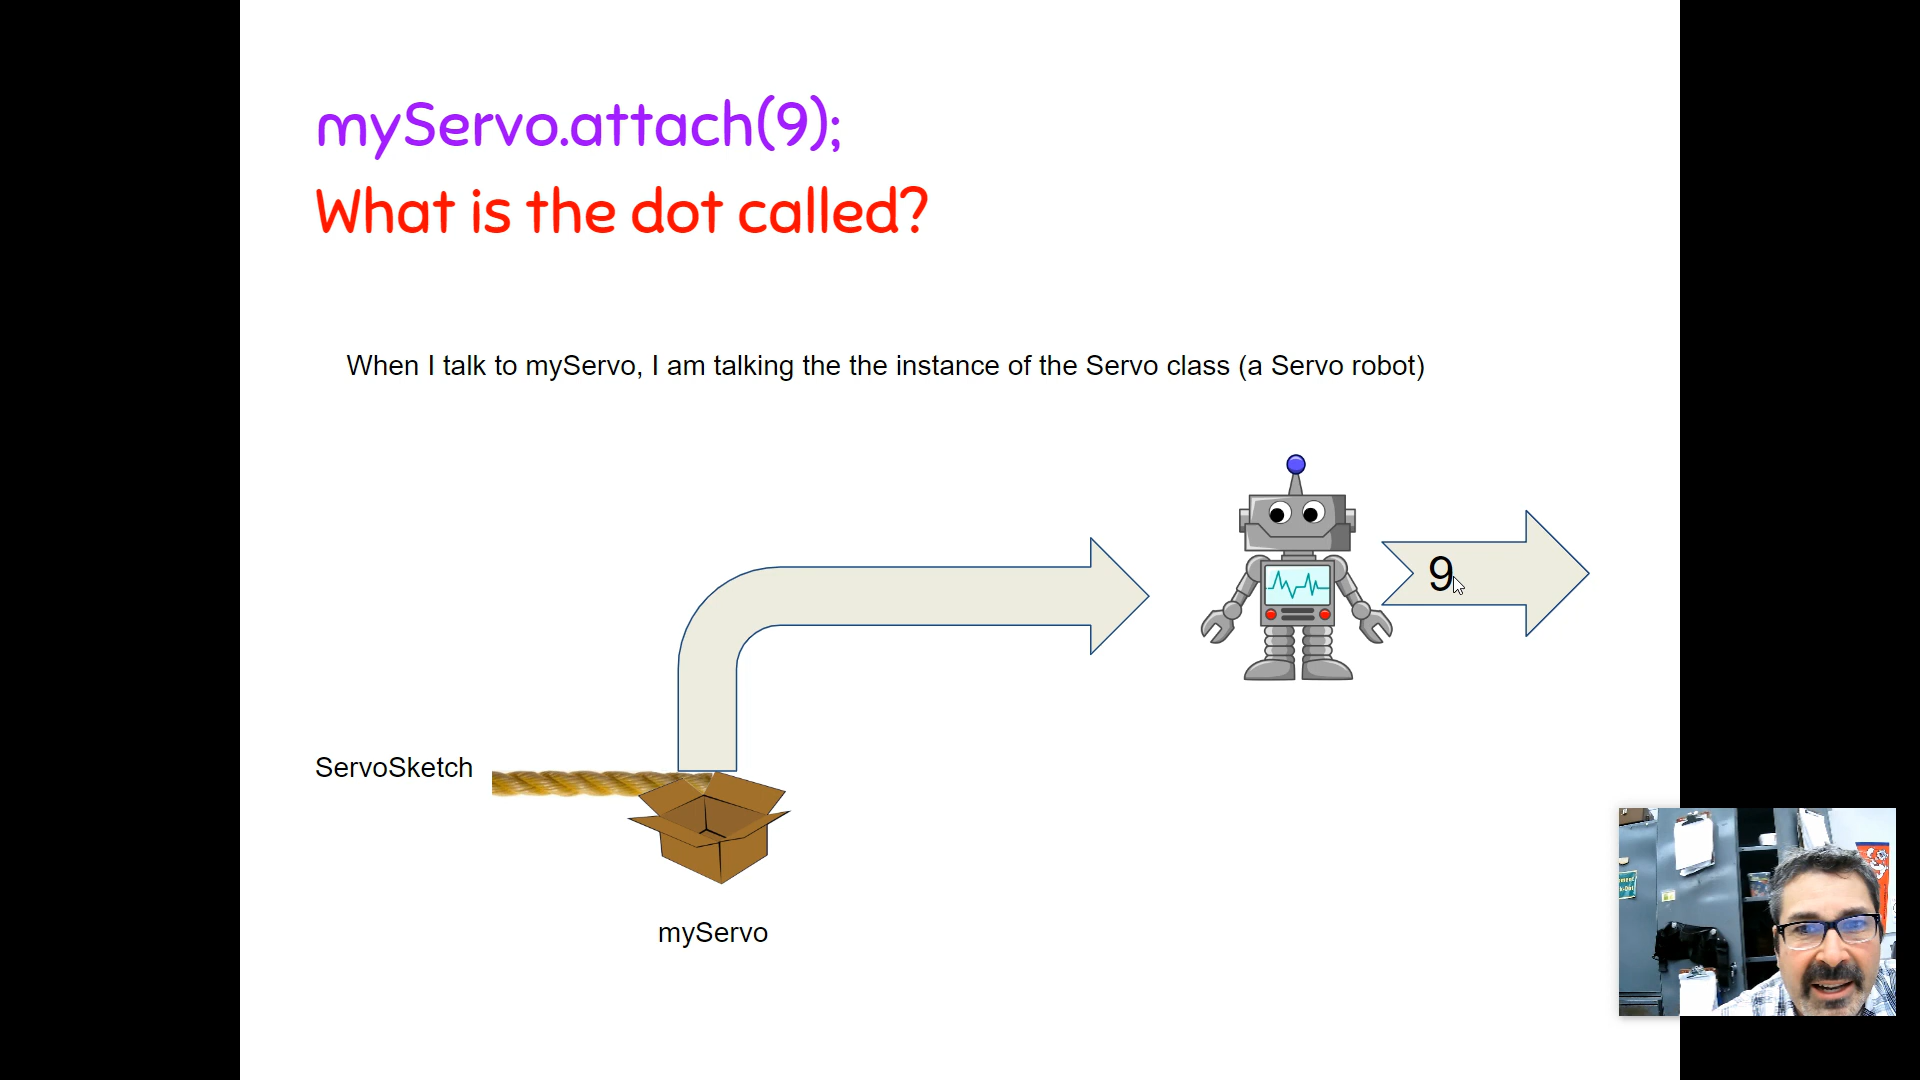 myServo.attach(9);
What is the dot called?
When I talk to myServo, I am talking the the instance of the Servo class (a Servo robot)
9
ServoSketch
myServo